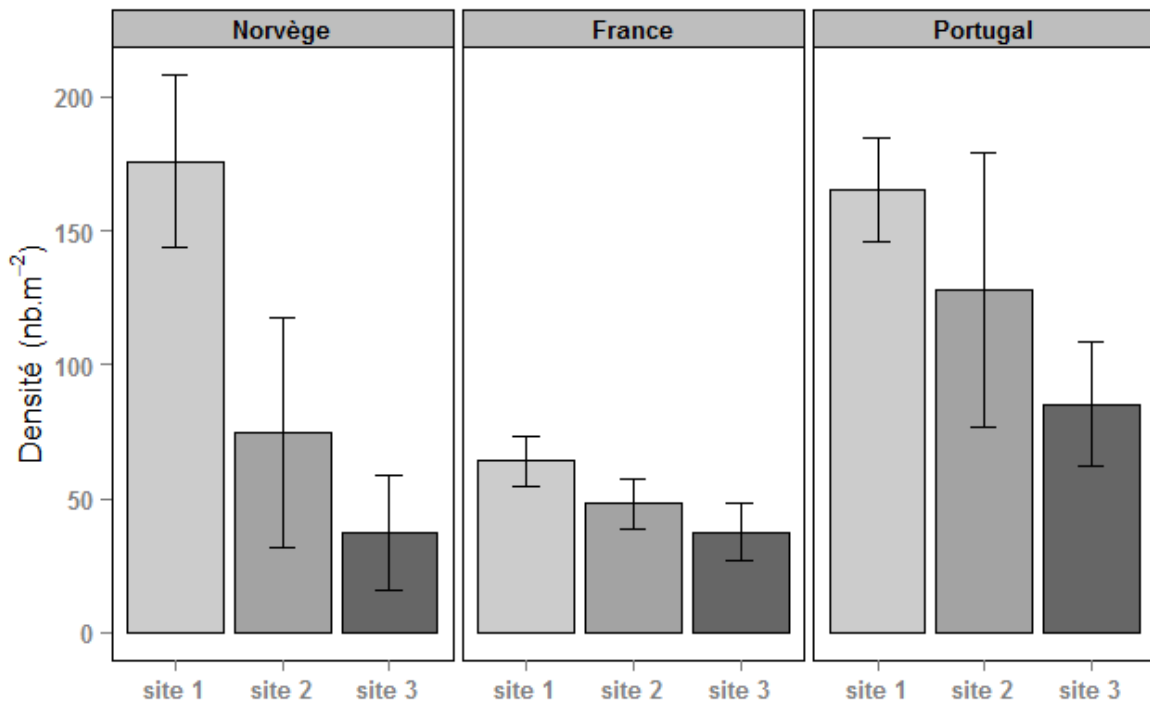 Norvège France Portugal
Densité (nb.m⁻²)
200
150
100
50
0
site 1 site 2 site 3 site 1 site 2 site 3 site 1 site 2 site 3